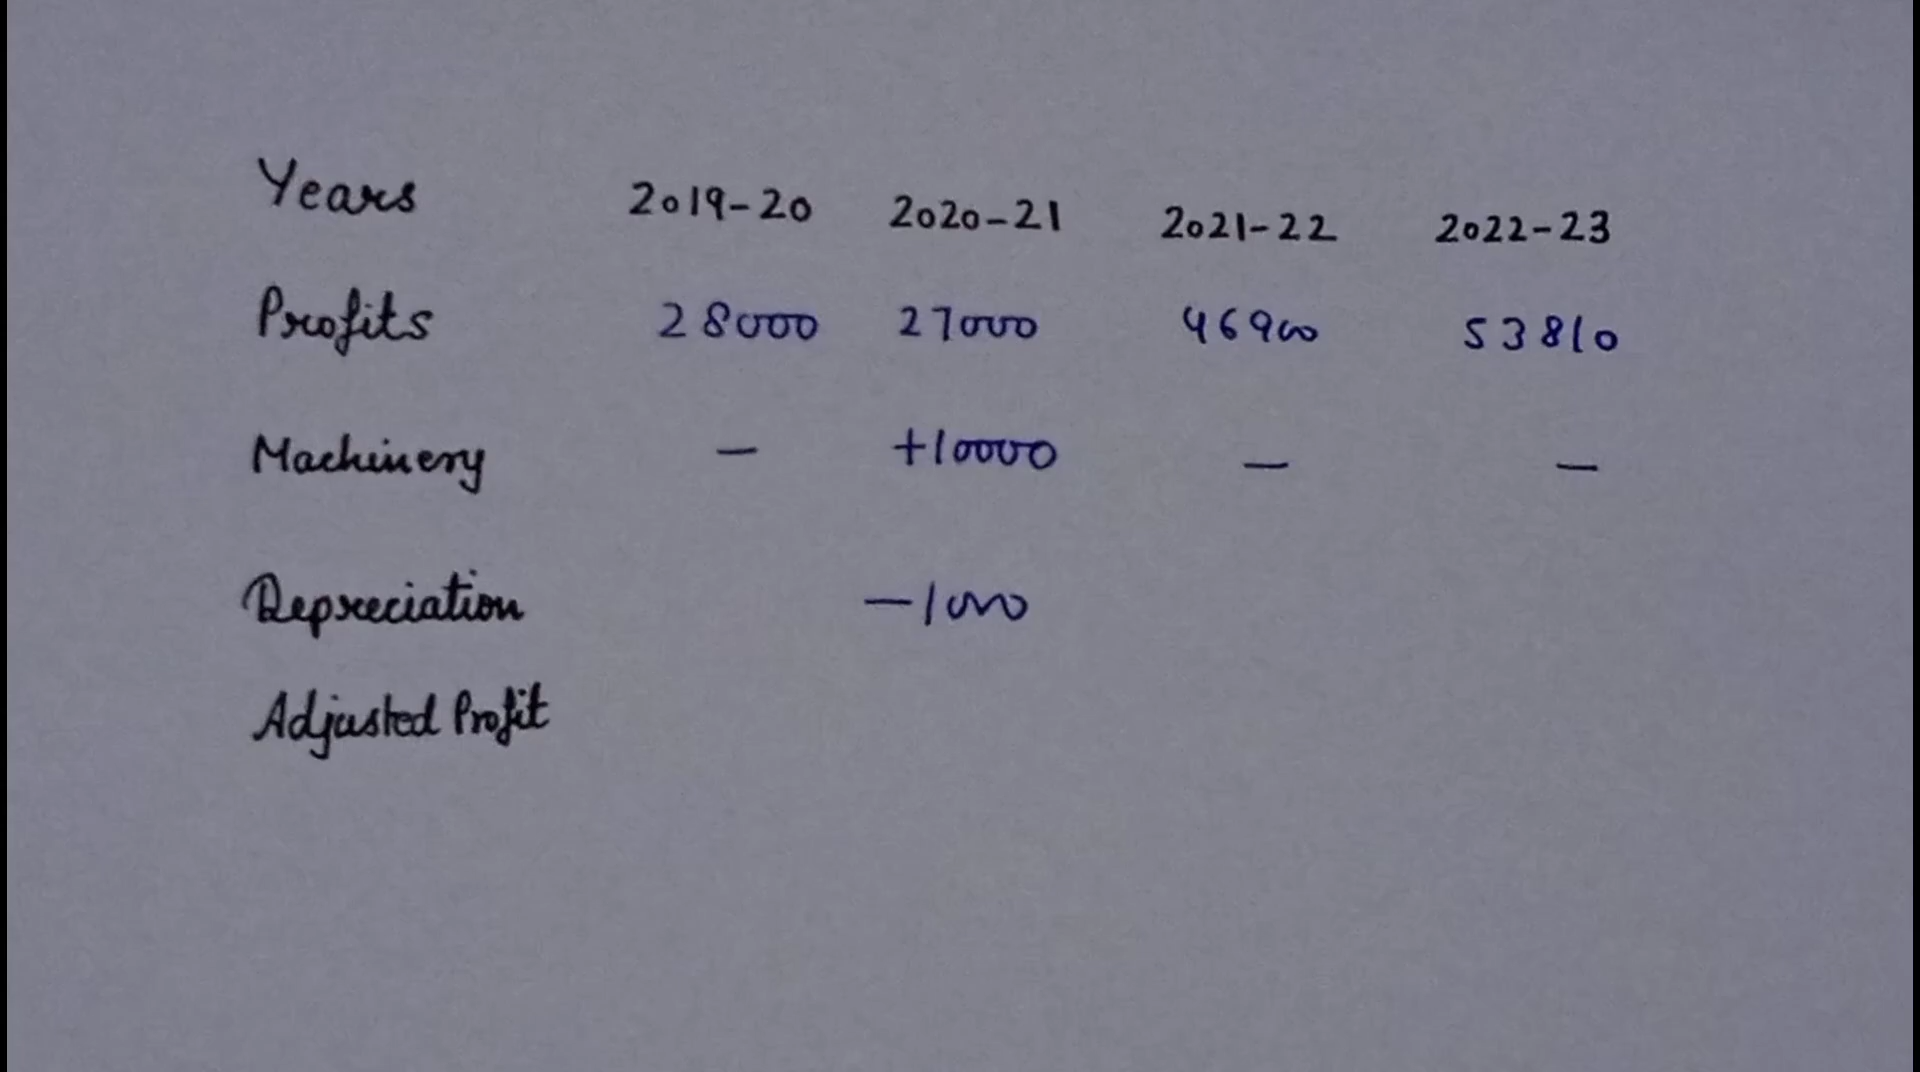 Years 2019-20 2020-21 2021-22 2022-23
Profits 28000 27000 46900 53810
Machinery - +10000 - -
Depreciation -1000
Adjusted Profit